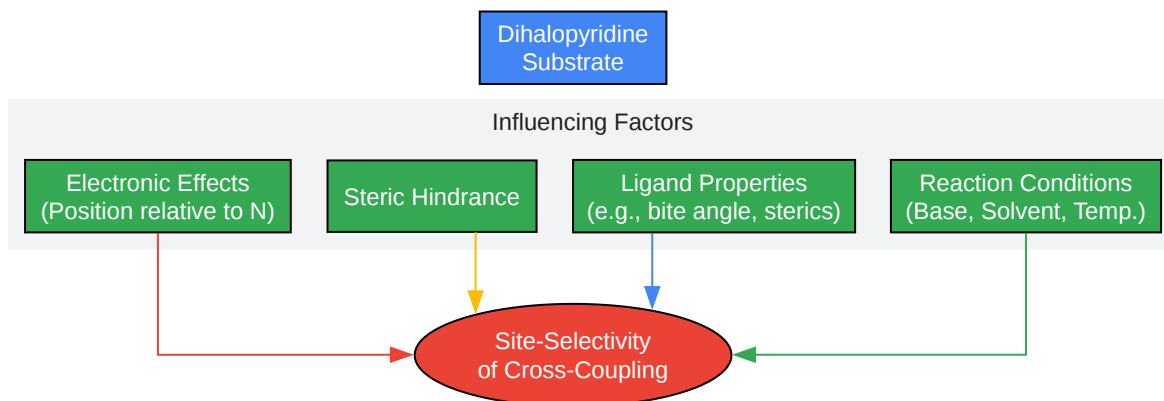 Dihalopyridine
Substrate
Influencing Factors
Electronic Effects
(Position relative to N)
Steric Hindrance
Ligand Properties
(e.g., bite angle, sterics)
Reaction Conditions
(Base, Solvent, Temp.)
Site-Selectivity
of Cross-Coupling